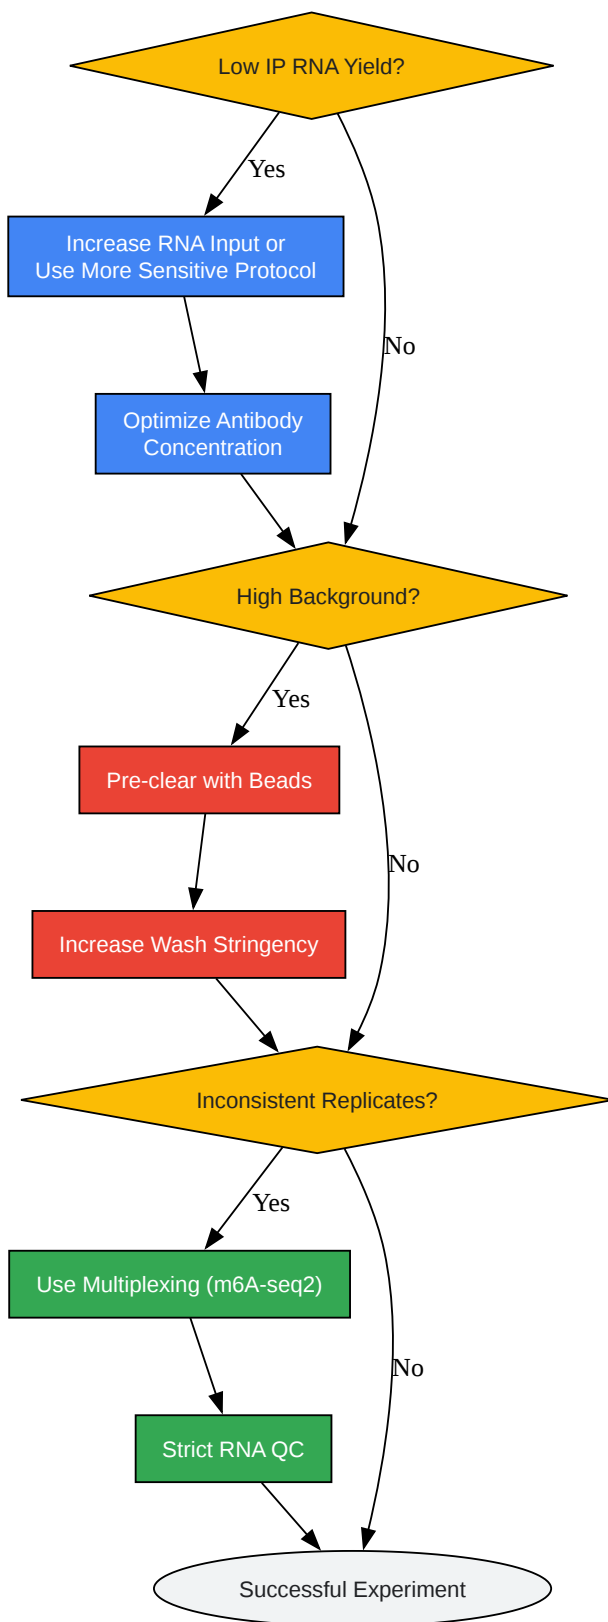 Low IP RNA Yield?
Yes
Increase RNA Input or
Use More Sensitive Protocol
No
Optimize Antibody
Concentration
High Background?
Yes
Pre-clear with Beads
No
Increase Wash Stringency
Inconsistent Replicates?
Yes
Use Multiplexing (m6A-seq2)
No
Strict RNA QC
Successful Experiment